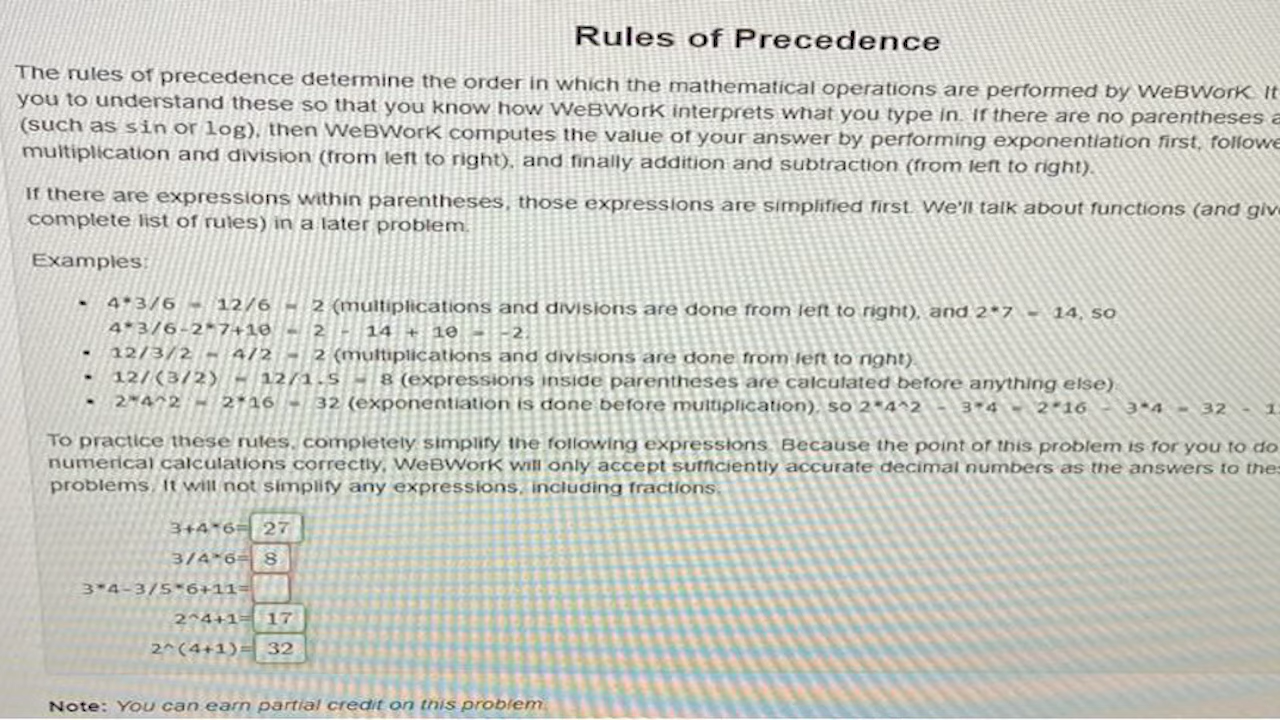 Rules of Precedence
The rules of precedence determine the order in which the mathematical operations are performed by WeBWorK. It
you to understand these so that you know how WeBWorK interprets what you type in. If there are no parentheses
(such as sin or log), then WeBWorK computes the value of your answer by performing exponentiation first,
multiplication and division (from left to right), and finally addition and subtraction (from left to right).
If there are expressions within parentheses, those expressions are simplified first. We'll talk about functions (and
complete list of rules) in a later problem.
Examples:
• 4*3/6 = 12/6 = 2 (multiplications and divisions are done from left to right), and 2*7 = 14, so
4*3/6-2*7+10 = 2 - 14 + 10 = -2.
• 12/3/2 = 4/2 = 2 (multiplications and divisions are done from left to right).
• 12/(3/2) = 12/1.5 = 8 (expressions inside parentheses are calculated before anything else)
• 2*4^2 = 2*16 = 32 (exponentiation is done before multiplication), so 2*4^2 - 3*4 = 2*16 - 3*4 = 32 - 1
To practice these rules, completely simplify the following expressions. Because the point of this problem is for you to do
numerical calculations correctly, WeBWorK will only accept sufficiently accurate decimal numbers as the answers to
problems. It will not simplify any expressions, including fractions.
3+4*6= 27
3/4*6= 8
3*4-3/5*6+11=
2^4+1= 17
2^(4+1)= 32
Note: You can earn partial credit on this problem.